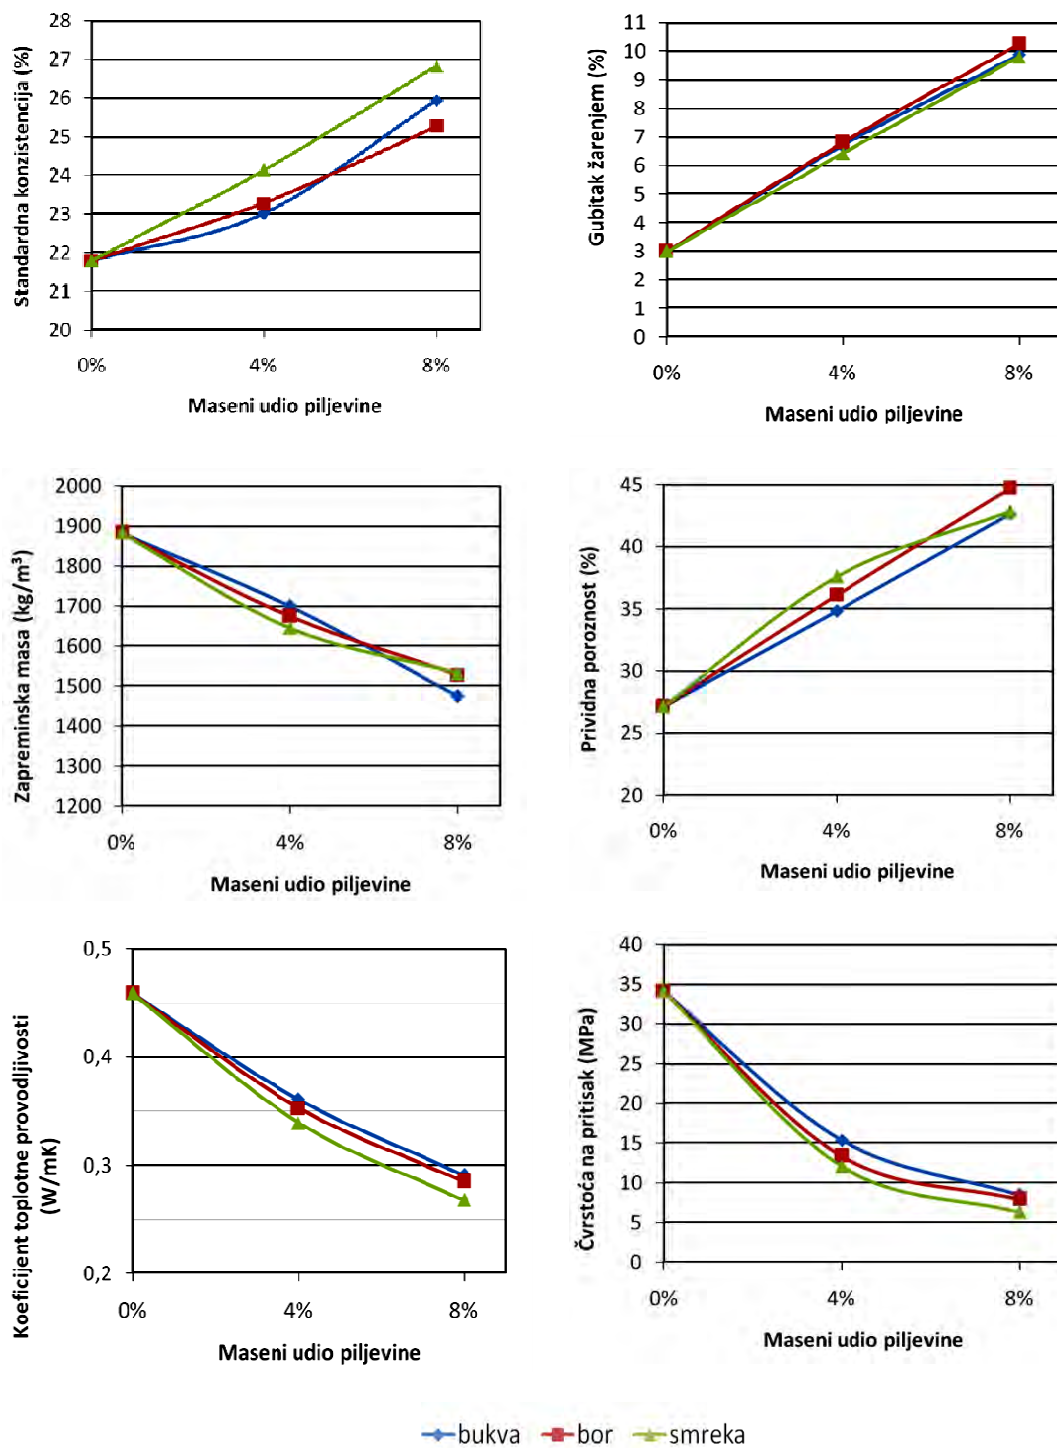 Standardna konzistencija (%)
28
27
26
25
24
23
22
21
20
0% 4% 8%
Maseni udio piljevine
Gubitak žarenjem (%)
11
10
9
8
7
6
5
4
3
2
1
0
0% 4% 8%
Maseni udio piljevine
Zapreminska masa (kg/m³)
2000
1900
1800
1700
1600
1500
1400
1300
1200
0% 4% 8%
Maseni udio piljevine
Prividna poroznost (%)
45
40
35
30
25
20
0% 4% 8%
Maseni udio piljevine
Koeficijent toplotne provodljivosti
(W/mK)
0,5
0,4
0,3
0,2
0% 4% 8%
Maseni udio piljevine
Čvrstoća na pritisak (MPa)
40
35
30
25
20
15
10
5
0
0% 4% 8%
Maseni udio piljevine
bukva bor smreka